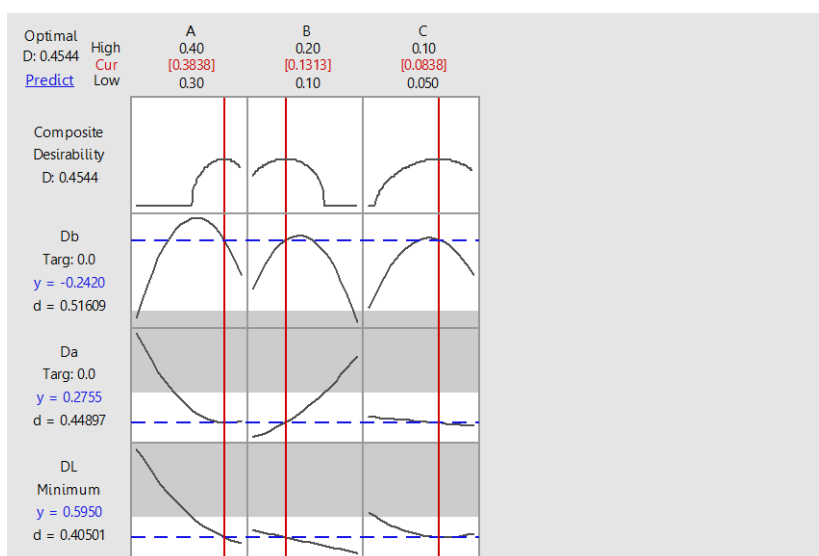 Optimal
D: 0.4544
Predict
High
Cur
Low
A
0.40
[0.3838]
0.30
B
0.20
[0.1313]
0.10
C
0.10
[0.0838]
0.050
Composite
Desirability
D: 0.4544
Db
Targ: 0.0
y = -0.2420
d = 0.51609
Da
Targ: 0.0
y = 0.2755
d = 0.44897
DL
Minimum
y = 0.5950
d = 0.40501